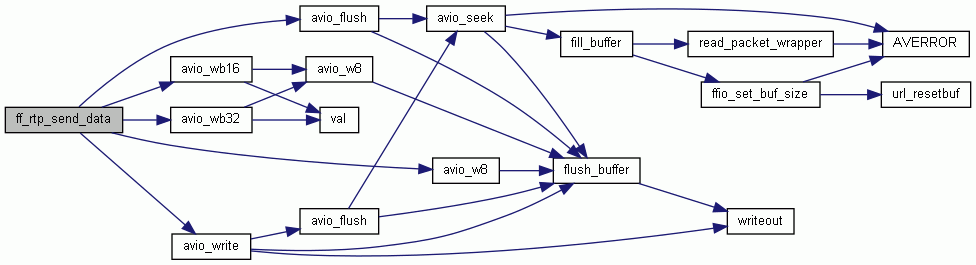 avio_flush
avio_seek
fill_buffer
read_packet_wrapper
AVERROR
avio_wb16
avio_w8
ffio_set_buf_size
url_resetbuf
ff_rtp_send_data
avio_wb32
val
avio_w8
flush_buffer
avio_flush
writeout
avio_write